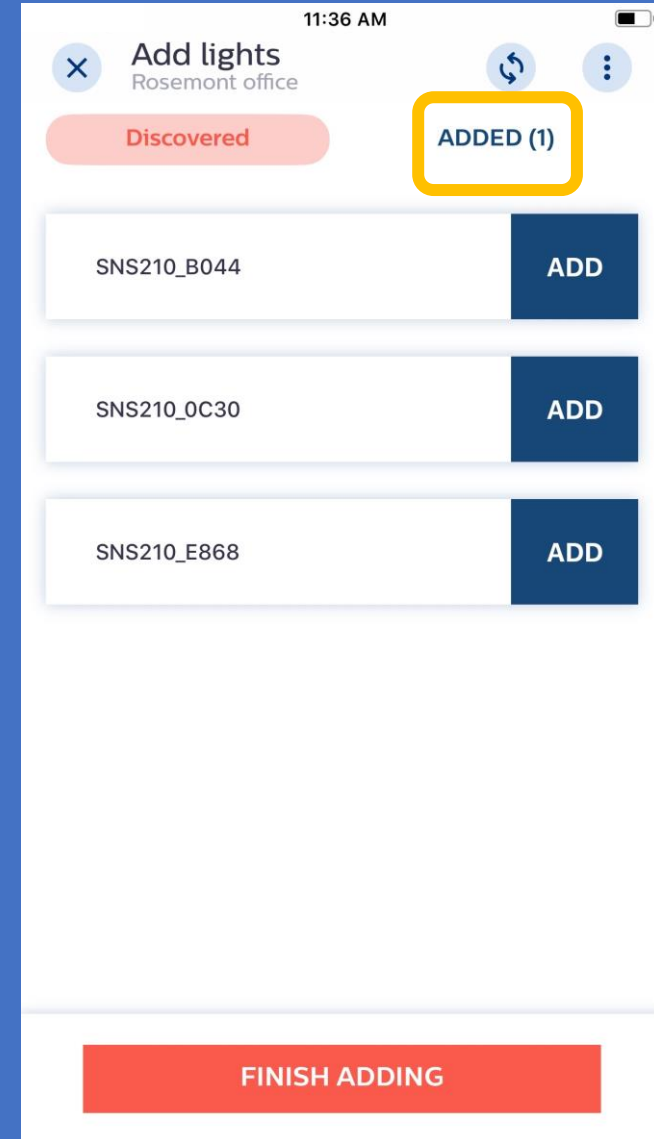 11:36 AM
Add lights
Rosemont office
Discovered
ADDED (1)
SNS210_B044
ADD
SNS210_0C30
ADD
SNS210_E868
ADD
FINISH ADDING